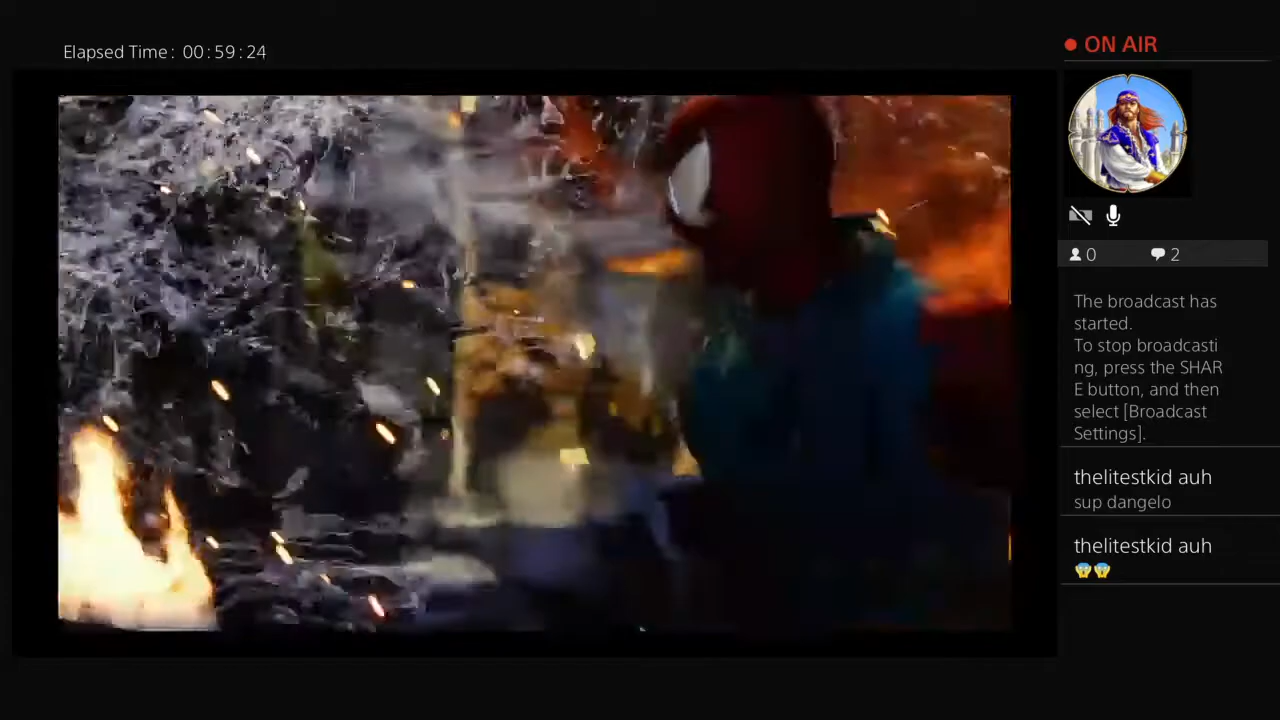 Elapsed Time: 00:59:24
ON AIR
0
2
The broadcast has
started.
To stop broadcasti
ng, press the SHAR
E button, and then
select [Broadcast
Settings].
thelitestkid auh
sup dangelo
thelitestkid auh
😱😱